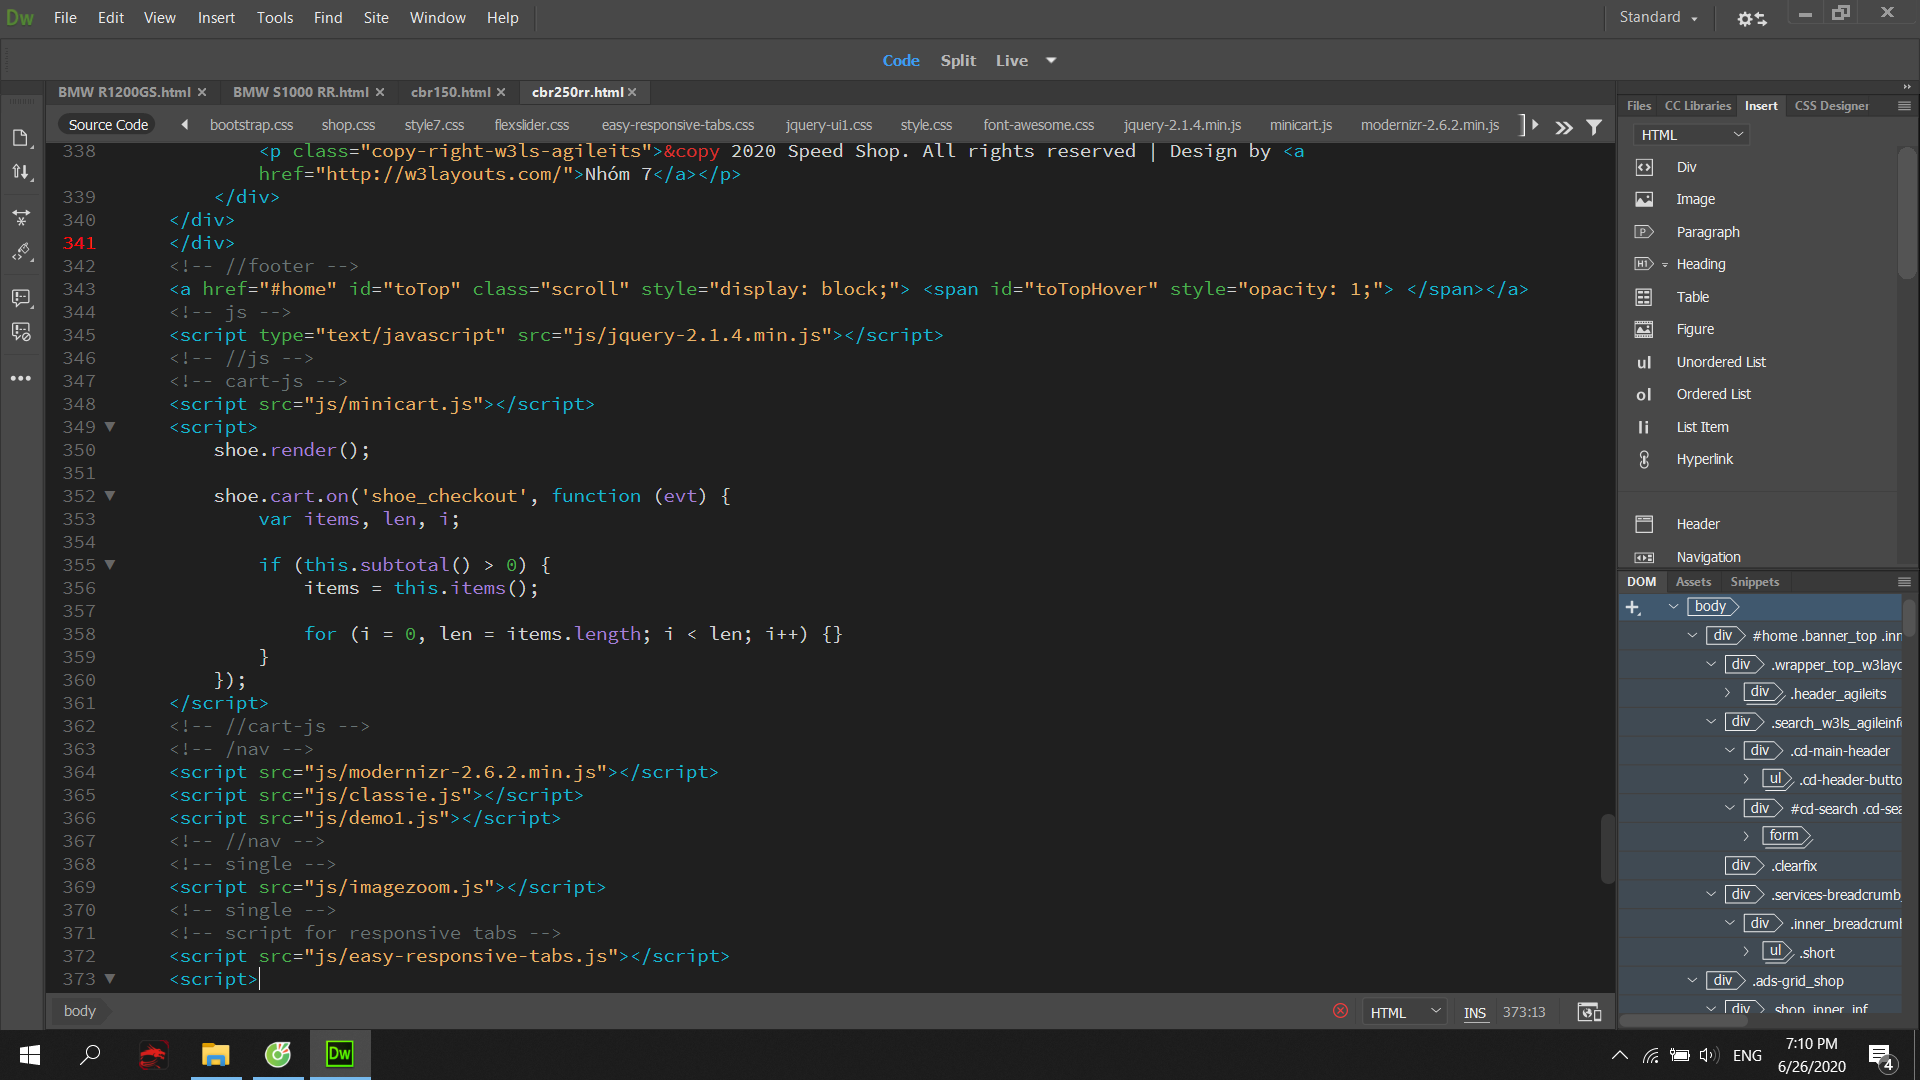 Dw File Edit View Insert Tools Find Site Window Help Standard
Code Split Live
BMW R1200GS.html BMW S1000 RR.html cbr150.html cbr250rr.html
Source Code bootstrap.css shop.css style7.css flexslider.css easy-responsive-tabs.css jquery-ui1.css style.css font-awesome.css jquery-2.1.4.min.js minicart.js modernizr-2.6.2.min.js
338 <p class="copy-right-w3ls-agileits">&copy 2020 Speed Shop. All rights reserved | Design by <a
href="http://w3layouts.com/">Nhóm 7</a></p>
339 </div>
340 </div>
341 </div>
342 <!-- //footer -->
343 <a href="#home" id="toTop" class="scroll" style="display: block;"> <span id="toTopHover" style="opacity: 1;"> </span></a>
344 <!-- js -->
345 <script type="text/javascript" src="js/jquery-2.1.4.min.js"></script>
346 <!-- //js -->
347 <!-- cart-js -->
348 <script src="js/minicart.js"></script>
349 <script>
350 shoe.render();
351
352 shoe.cart.on('shoe_checkout', function (evt) {
353 var items, len, i;
354
355 if (this.subtotal() > 0) {
356 items = this.items();
357
358 for (i = 0, len = items.length; i < len; i++) {}
359 }
360 });
361 </script>
362 <!-- //cart-js -->
363 <!-- /nav -->
364 <script src="js/modernizr-2.6.2.min.js"></script>
365 <script src="js/classie.js"></script>
366 <script src="js/demo1.js"></script>
367 <!-- //nav -->
368 <!-- single -->
369 <script src="js/imagezoom.js"></script>
370 <!-- single -->
371 <!-- script for responsive tabs -->
372 <script src="js/easy-responsive-tabs.js"></script>
373 <script>
body HTML INS 373:13
Files CC Libraries Insert CSS Designer
HTML
Div
Image
Paragraph
H1 Heading
Table
Figure
ul Unordered List
ol Ordered List
li List Item
Hyperlink
Header
Navigation
DOM Assets Snippets
body
div #home .banner_top .inn
div .wrapper_top_w3layo
div .header_agileits
div .search_w3ls_agileinfo
div .cd-main-header
ul .cd-header-butto
div #cd-search .cd-sea
form
div .clearfix
div .services-breadcrumb_
div .inner_breadcrumb
ul .short
div .ads-grid_shop
div .shop_inner_inf
Dw ENG 7:10 PM
6/26/2020 4